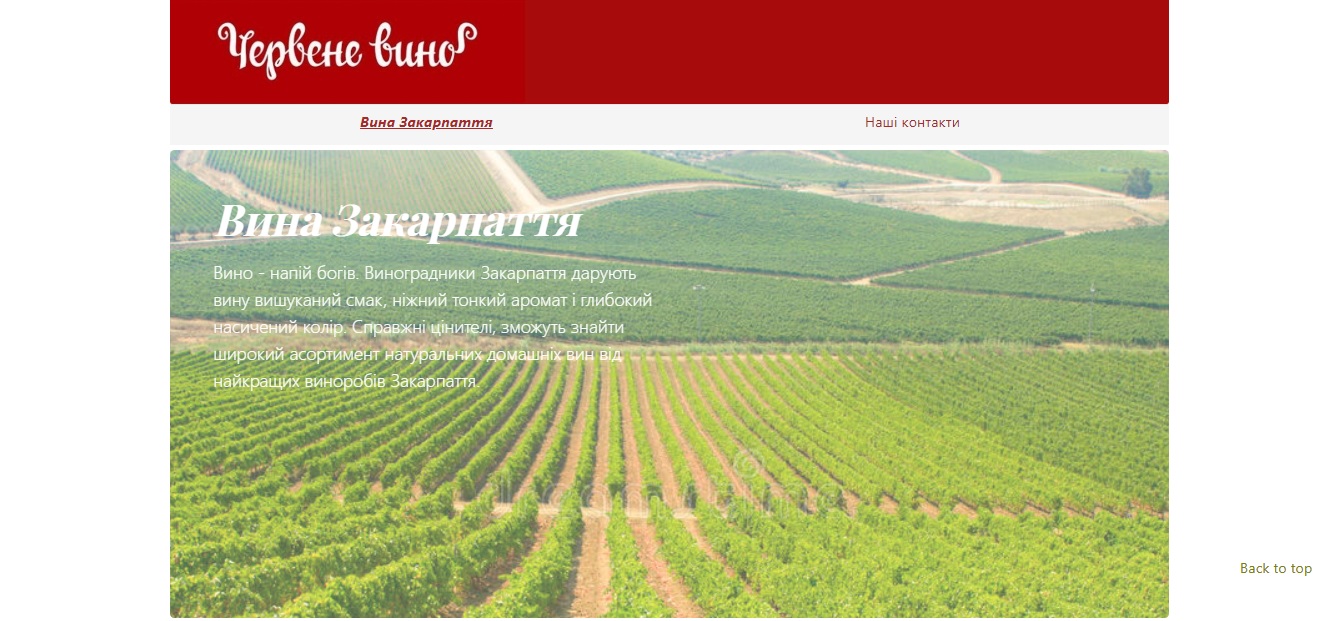 Червене вино
Вина Закарпаття
Наші контакти
Вина Закарпаття
Вино - напій богів. Виноградники Закарпаття дарують
вину вишуканий смак, ніжний тонкий аромат і глибокий
насичений колір. Справжні цінителі, зможуть знайти
широкий асортимент натуральних домашніх вин від
найкращих виноробів Закарпаття.
dreamstime
Back to top